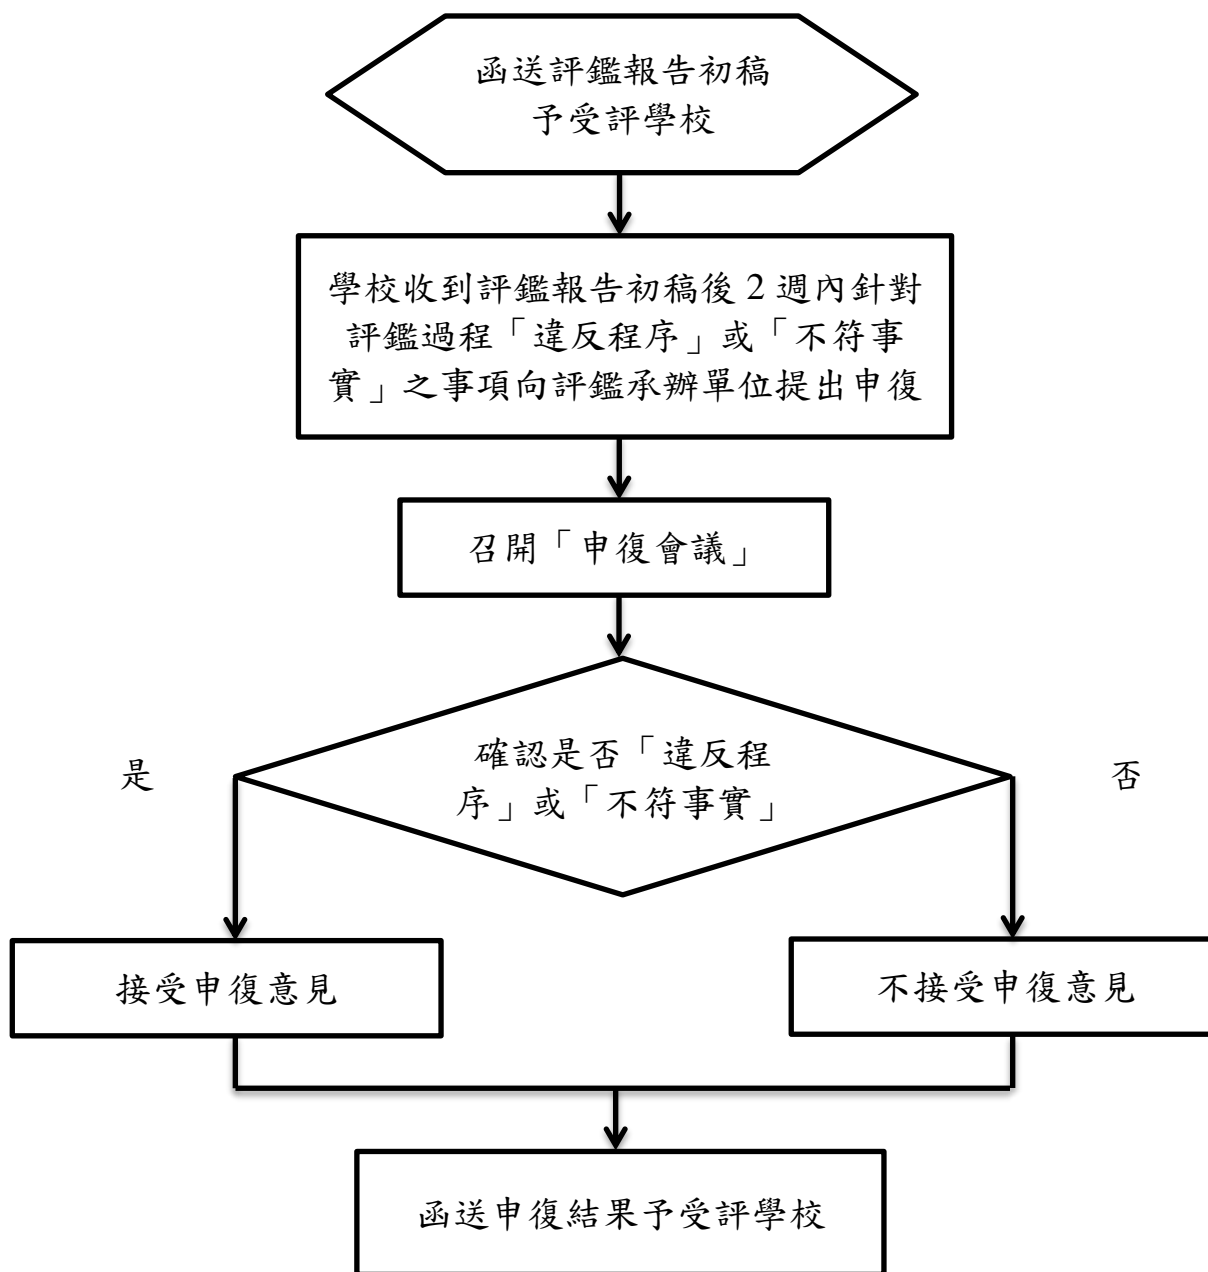 函送評鑑報告初稿
予受評學校
學校收到評鑑報告初稿後 2 週內針對
評鑑過程「違反程序」或「不符事
實」之事項向評鑑承辦單位提出申復
召開「申復會議」
確認是否「違反程
序」或「不符事實」
是
否
接受申復意見
不接受申復意見
函送申復結果予受評學校